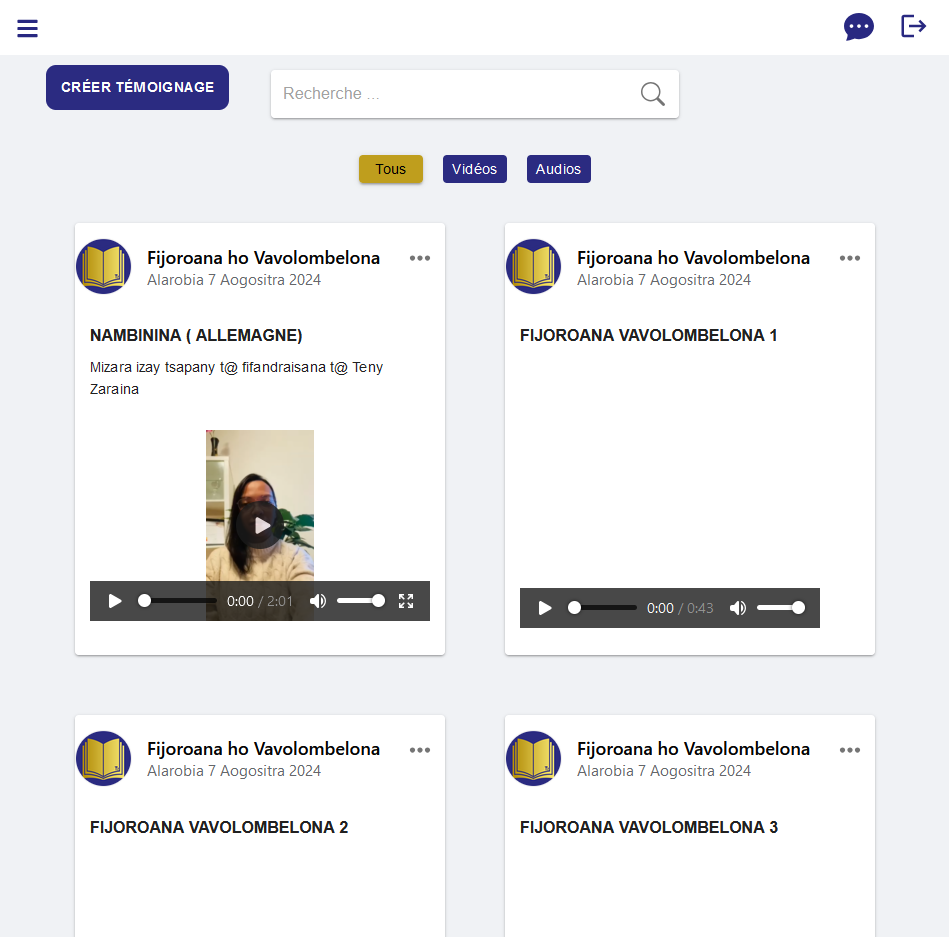 CRÉER TÉMOIGNAGE
Recherche ...
Tous
Vidéos
Audios
Fijoroana ho Vavolombelona
Alarobia 7 Aogositra 2024
NAMBININA ( ALLEMAGNE)
Mizara izay tsapany t@ fifandraisana t@ Teny
Zaraina
0:00 / 2:01
Fijoroana ho Vavolombelona
Alarobia 7 Aogositra 2024
FIJOROANA VAVOLOMBELONA 1
0:00 / 0:43
Fijoroana ho Vavolombelona
Alarobia 7 Aogositra 2024
FIJOROANA VAVOLOMBELONA 2
Fijoroana ho Vavolombelona
Alarobia 7 Aogositra 2024
FIJOROANA VAVOLOMBELONA 3